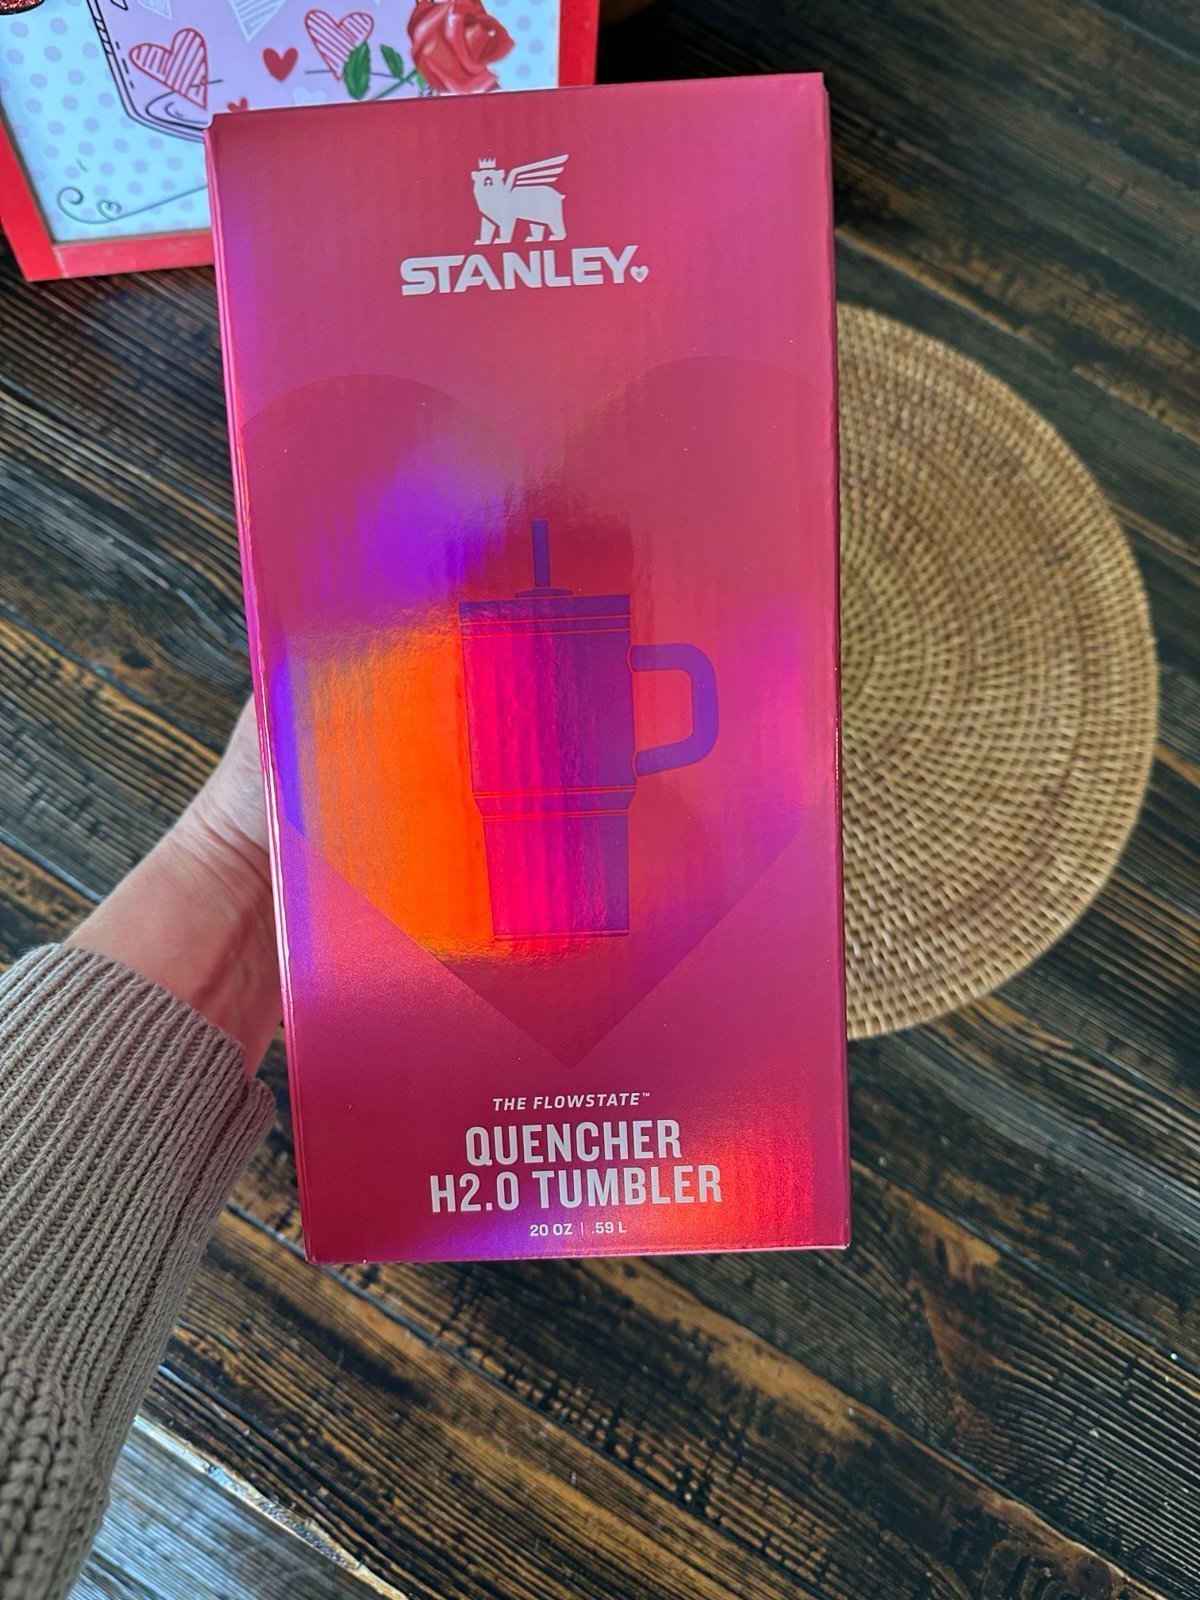 STANLEY
THE FLOWSTATE™
QUENCHER
H2.0 TUMBLER
20 OZ | .59 L